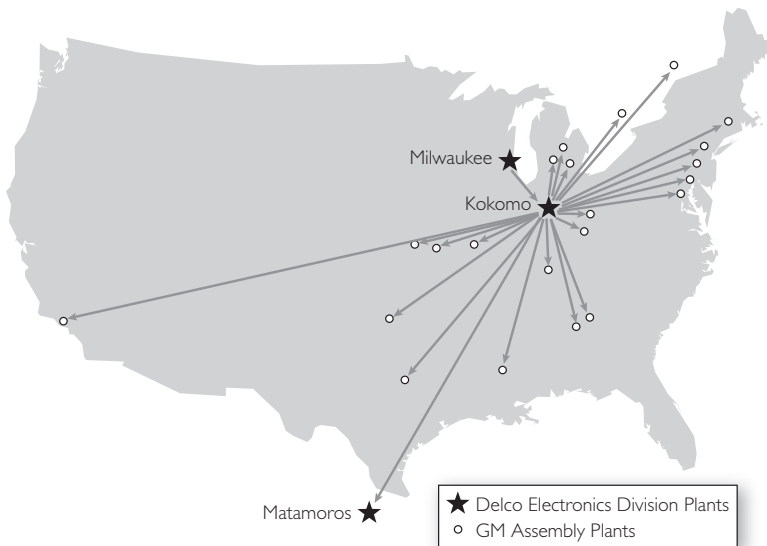 Milwaukee
Kokomo
Matamoros
Delco Electronics Division Plants
GM Assembly Plants